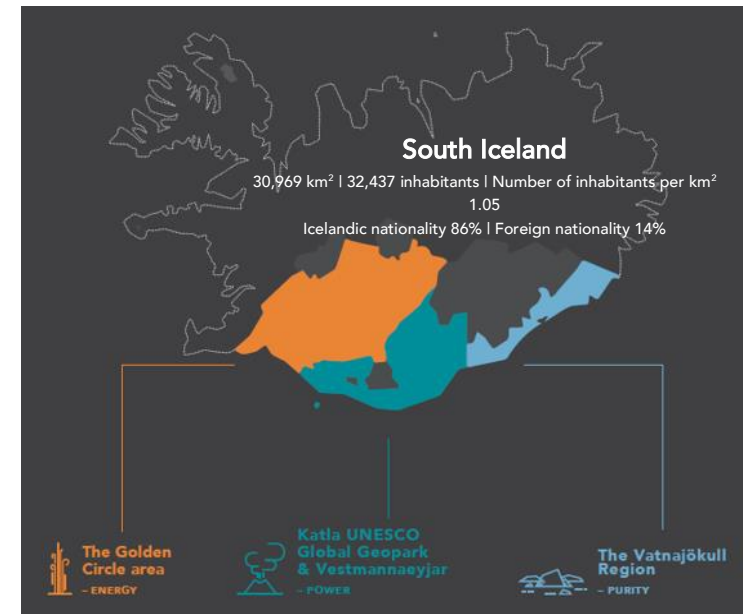 South Iceland
30,969 km² | 32,437 inhabitants | Number of inhabitants per km²
1.05
Icelandic nationality 86% | Foreign nationality 14%
The Golden
Circle area
– ENERGY
Katla UNESCO
Global Geopark
& Vestmannaeyjar
– POWER
The Vatnajökull
Region
– PURITY